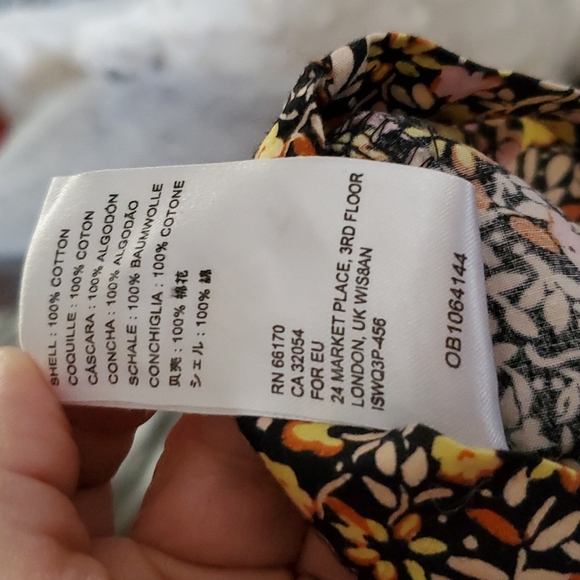 SHELL : 100% COTTON
COQUILLE : 100% COTON
CÁSCARA : 100% ALGODÓN
CONCHA : 100% ALGODÃO
SCHALE : 100% BAUMWOLLE
CONCHIGLIA : 100% COTONE
贝壳 : 100% 棉花
シェル : 100% 綿
RN 66170
CA 32054
FOR EU
24 MARKET PLACE, 3RD FLOOR
LONDON, UK WIS8AN
ISWQ3P-456
OB1064144